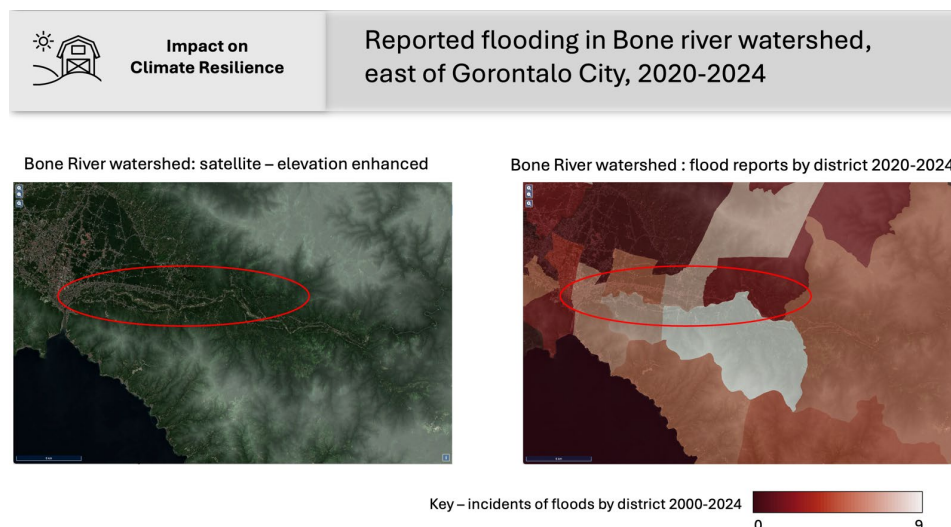 Impact on
Climate Resilience
Reported flooding in Bone river watershed,
east of Gorontalo City, 2020-2024
Bone River watershed: satellite – elevation enhanced
Bone River watershed : flood reports by district 2020-2024
Key – incidents of floods by district 2000-2024
0
9